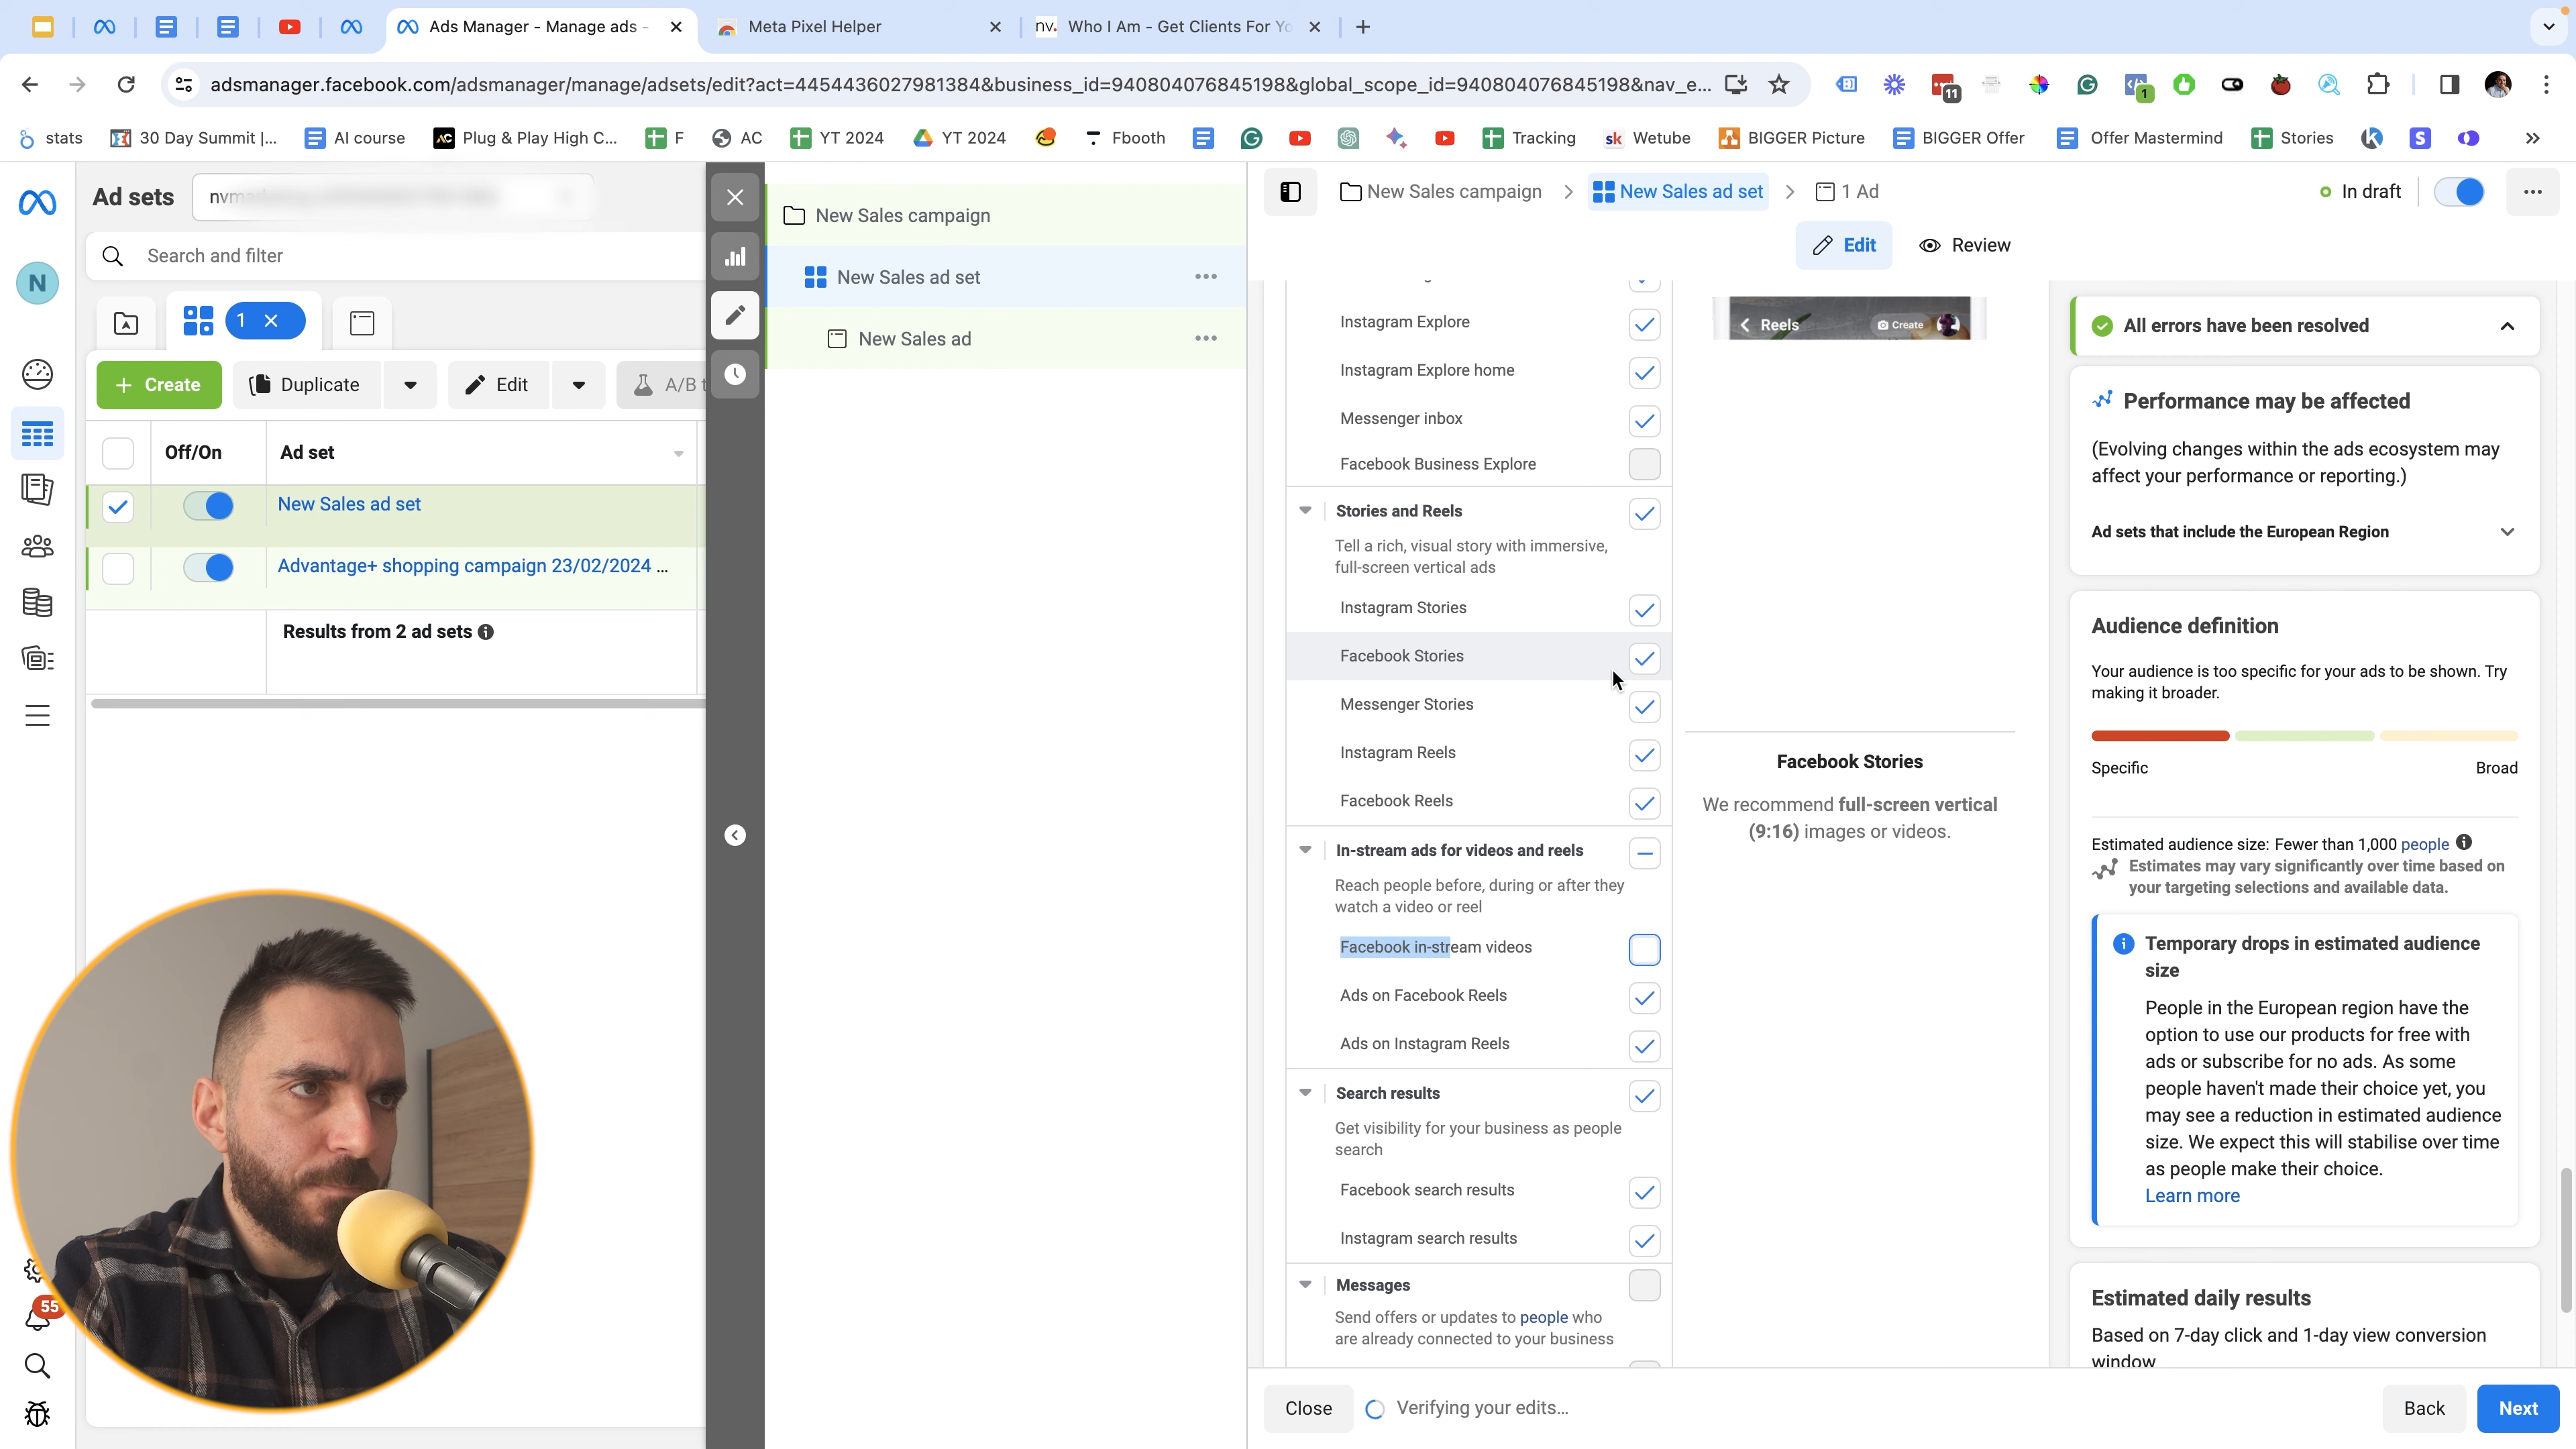 Ads Manager - Manage ads -
Meta Pixel Helper
nv. Who I Am - Get Clients For Yo
adsmanager.facebook.com/adsmanager/manage/adsets/edit?act=4454436027981384&business_id=940804076845198&global_scope_id=940804076845198&nav_e...
11
1
stats
30 Day Summit |...
AI course
AC Plug & Play High C...
F
AC
YT 2024
YT 2024
Fbooth
Tracking
sk Wetube
BIGGER Picture
BIGGER Offer
Offer Mastermind
Stories
Ad sets
N
Search and filter
1
Create
Duplicate
Edit
A/B t
Off/On
Ad set
New Sales ad set
Advantage+ shopping campaign 23/02/2024 ...
Results from 2 ad sets
55
New Sales campaign
New Sales ad set
New Sales ad
New Sales campaign
New Sales ad set
1 Ad
In draft
Edit
Review
Instagram Explore
Instagram Explore home
Messenger inbox
Facebook Business Explore
Stories and Reels
Tell a rich, visual story with immersive,
full-screen vertical ads
Instagram Stories
Facebook Stories
Messenger Stories
Instagram Reels
Facebook Reels
In-stream ads for videos and reels
Reach people before, during or after they
watch a video or reel
Facebook in-stream videos
Ads on Facebook Reels
Ads on Instagram Reels
Search results
Get visibility for your business as people
search
Facebook search results
Instagram search results
Messages
Send offers or updates to people who
are already connected to your business
Reels
Create
Facebook Stories
We recommend full-screen vertical
(9:16) images or videos.
All errors have been resolved
Performance may be affected
(Evolving changes within the ads ecosystem may
affect your performance or reporting.)
Ad sets that include the European Region
Audience definition
Your audience is too specific for your ads to be shown. Try
making it broader.
Specific
Broad
Estimated audience size: Fewer than 1,000 people
Estimates may vary significantly over time based on
your targeting selections and available data.
Temporary drops in estimated audience
size
People in the European region have the
option to use our products for free with
ads or subscribe for no ads. As some
people haven't made their choice yet, you
may see a reduction in estimated audience
size. We expect this will stabilise over time
as people make their choice.
Learn more
Estimated daily results
Based on 7-day click and 1-day view conversion
window
Close
Verifying your edits...
Back
Next